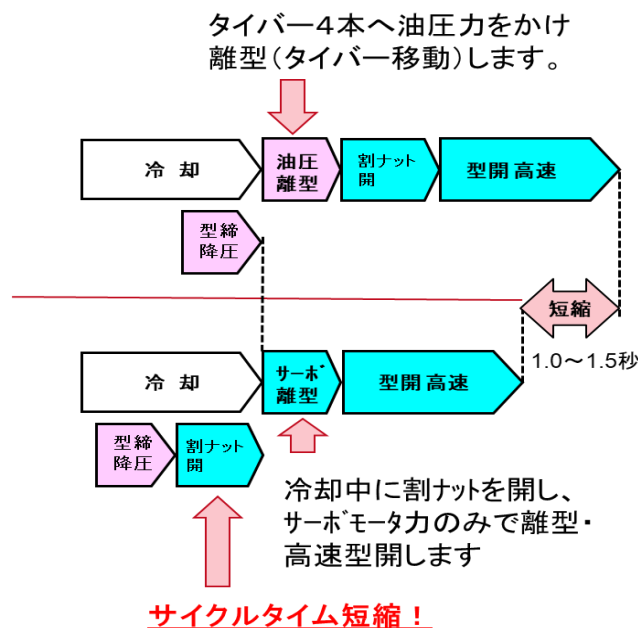 タイバー４本へ油圧力をかけ
離型（タイバー移動）します。
冷 却
油圧
離型
割ナット
開
型開高速
型締
降圧
短縮
1.0～1.5秒
冷 却
サーボ
離型
型開高速
型締
降圧
割ナット
開
冷却中に割ナットを開し、
サーボモータ力のみで離型・
高速型開します
サイクルタイム短縮！